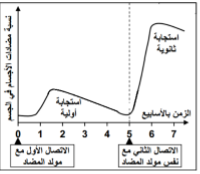 نسبة مضادات الأجسام في الجسم
استجابة
ثانوية
استجابة
أولية
الزمن بالأسابيع
0 1 2 3 4 5 6 7
الاتصال الأول مع
مولد المضاد
الاتصال الثاني مع
نفس مولد المضاد